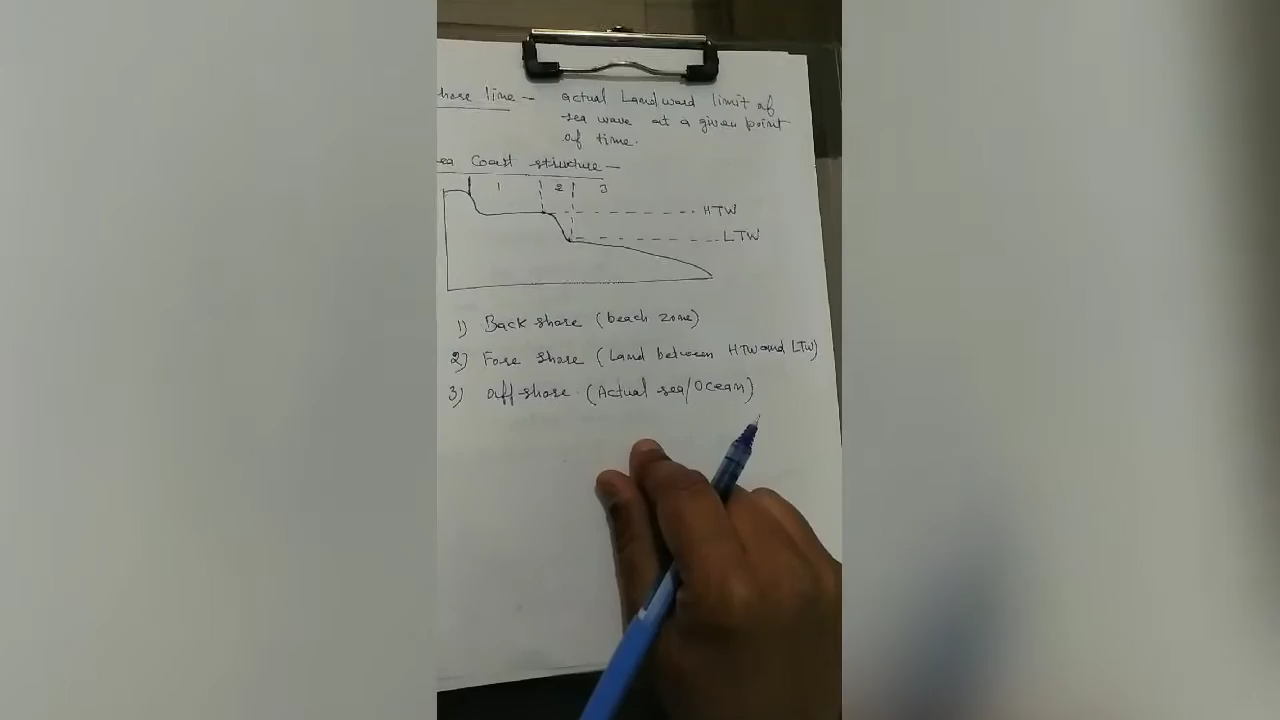 hore line - actual Landward limit of
sea wave at a given point
of time.
ea Coast structure -
1 2 3
HTW
LTW
1) Back shore (beach zone)
2) Fore shore (Land between HTW and LTW)
3) Off-shore (Actual sea/Ocean)